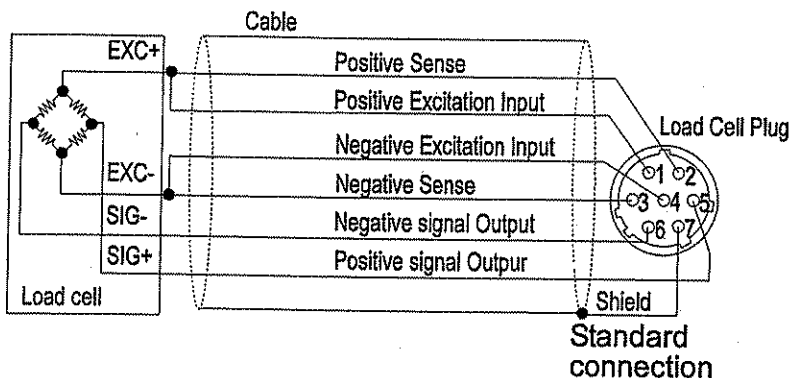 Cable
EXC+
Positive Sense
Positive Excitation Input
Load Cell Plug
Negative Excitation Input
EXC-
Negative Sense
SIG-
Negative signal Output
SIG+
Positive signal Outpur
Load cell
1 2
3 4 5
6 7
Shield
Standard
connection